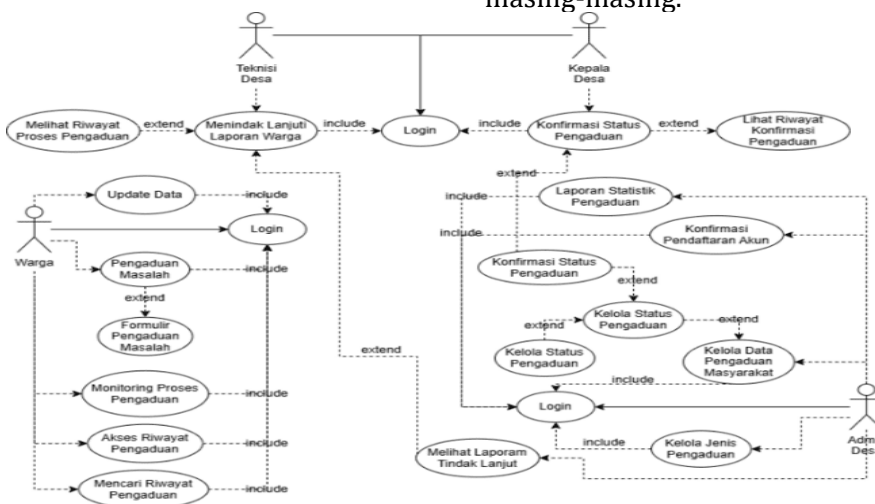 masing-masing.
Teknisi
Desa
Kepala
Desa
Melihat Riwayat
Proses Pengaduan
extend
Menindak Lanjuti
Laporan Warga
include
Login
include
Konfirmasi Status
Pengaduan
extend
Lihat Riwayat
Konfirmasi
Pengaduan
extend
Update Data
include
include
Laporan Statistik
Pengaduan
Login
Warga
include
Konfirmasi
Pendaftaran Akun
Pengaduan
Masalah
include
Konfirmasi Status
Pengaduan
extend
extend
Formulir
Pengaduan
Masalah
Kelola Status
Pengaduan
extend
extend
extend
Kelola Status
Pengaduan
Kelola Data
Pengaduan
Masyarakat
include
Monitoring Proses
Pengaduan
include
Login
Admi
Desa
Akses Riwayat
Pengaduan
include
include
Kelola Jenis
Pengaduan
Melihat Laporam
Tindak Lanjut
Mencari Riwayat
Pengaduan
include